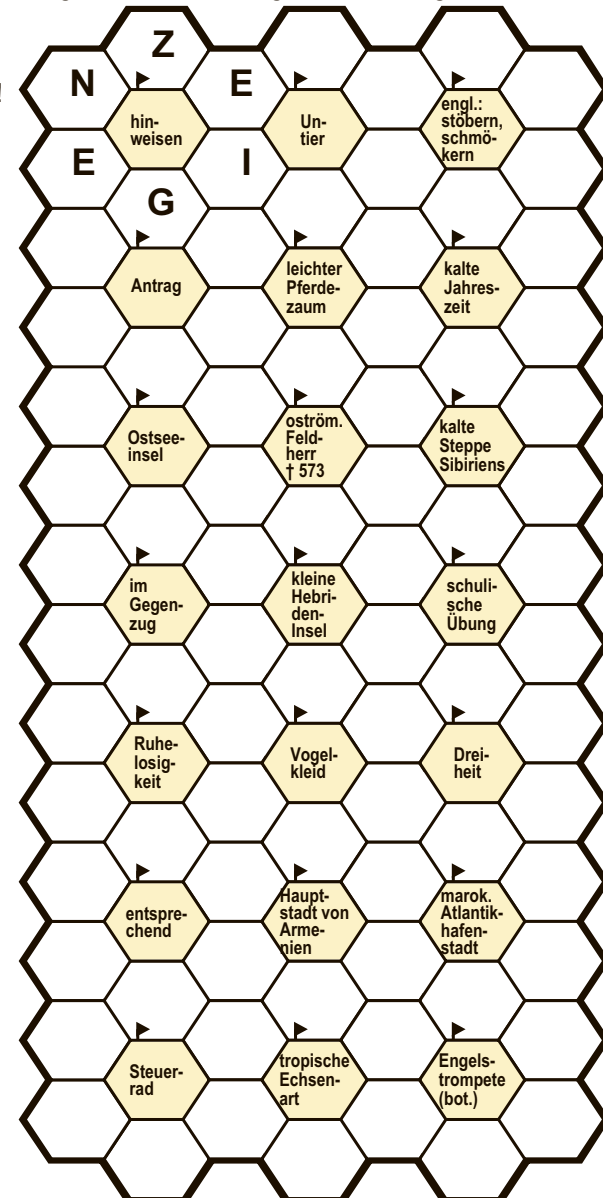 Z
N
E
hin-
weisen
Un-
tier
engl.:
stöbern,
schmö-
kern
E
I
G
Antrag
leichter
Pferde-
zaum
kalte
Jahres-
zeit
Ostsee-
insel
oström.
Feld-
herr
† 573
kalte
Steppe
Sibiriens
im
Gegen-
zug
kleine
Hebri-
den-
Insel
schuli-
sche
Übung
Ruhe-
losig-
keit
Vogel-
kleid
Drei-
heit
entspre-
chend
Haupt-
stadt von
Arme-
nien
marok.
Atlantik-
hafen-
stadt
Steuer-
rad
tropische
Echsen-
art
Engels-
trompete
(bot.)